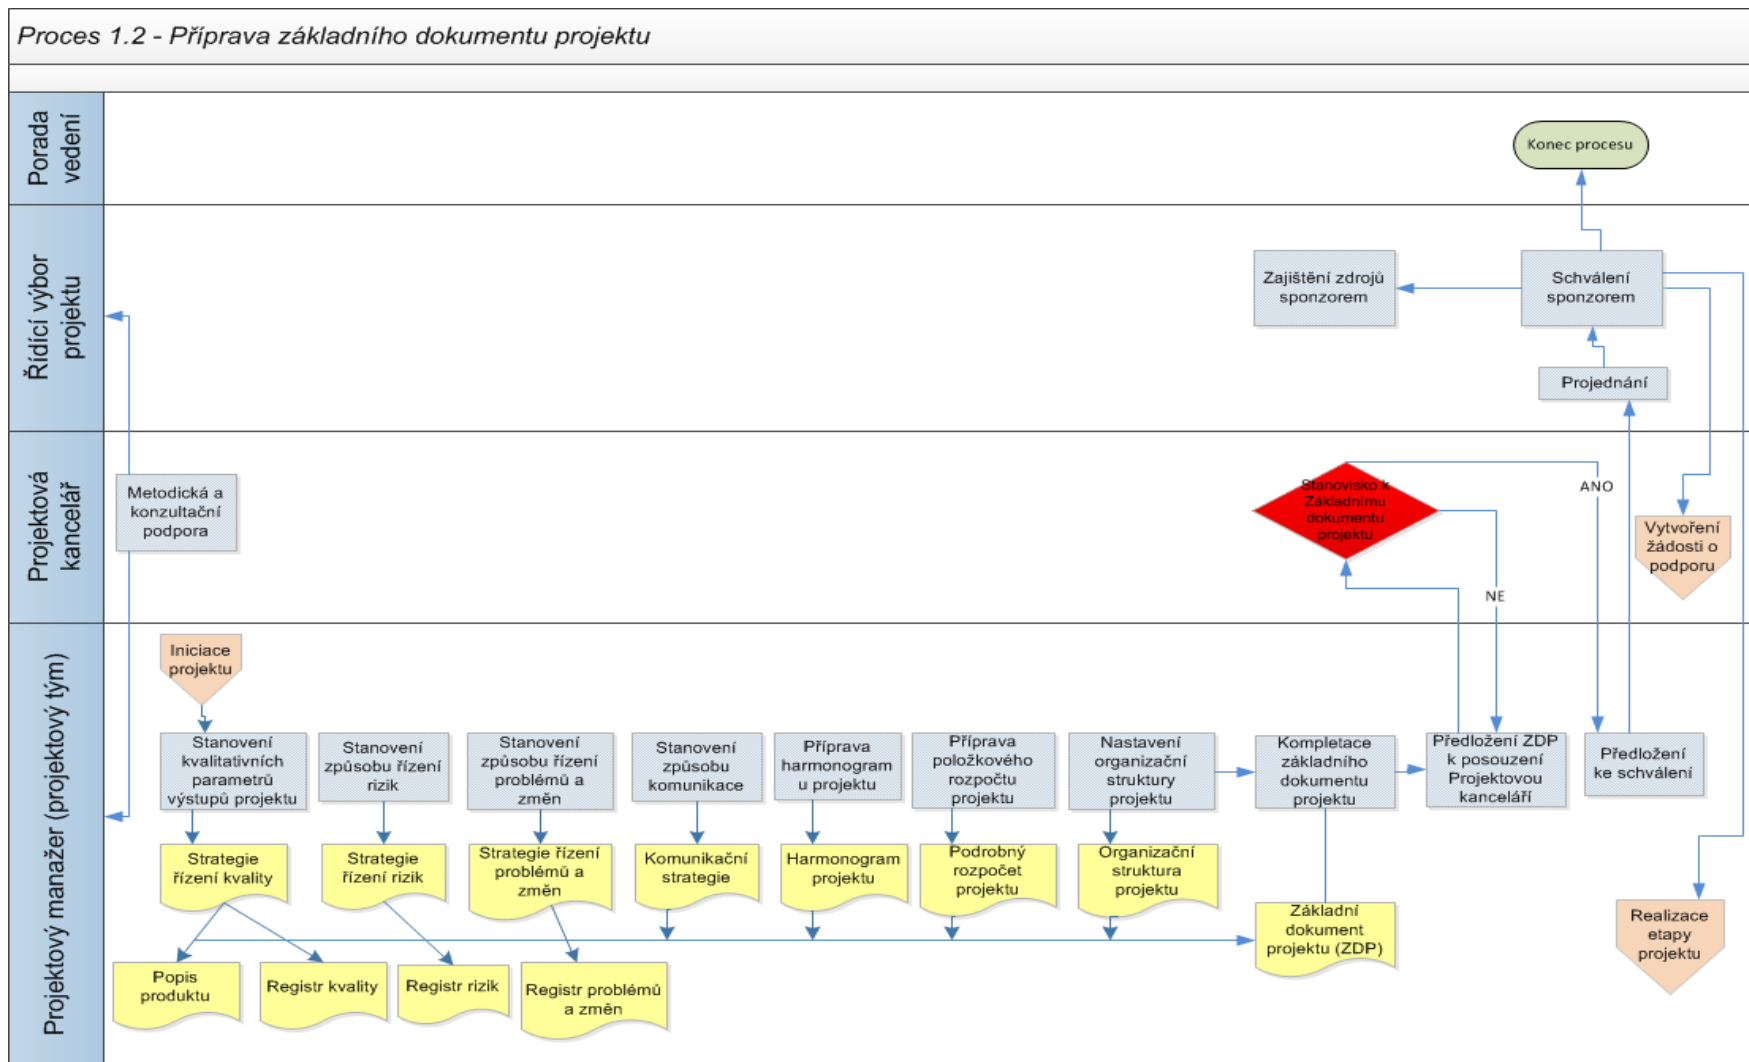 Proces 1.2 - Příprava základního dokumentu projektu
Porada
vedení
Konec procesu
Řídící výbor
projektu
Zajištění zdrojů
sponzorem
Schválení
sponzorem
Projednání
Projektová
kancelář
Metodická a
konzultační
podpora
Stanovisko k
Základnímu
dokumentu
projektu
ANO
NE
Vytvoření
žádosti o
podporu
Projektový manažer (projektový tým)
Iniciace
projektu
Stanovení
kvalitativních
parametrů
výstupů projektu
Stanovení
způsobu řízení
rizik
Stanovení
způsobu řízení
problémů a
změn
Stanovení
způsobu
komunikace
Příprava
harmonogram
u projektu
Příprava
položkového
rozpočtu
projektu
Nastavení
organizační
struktury
projektu
Kompletace
základního
dokumentu
projektu
Předložení ZDP
k posouzení
Projektovou
kanceláří
Předložení
ke schválení
Strategie
řízení kvality
Strategie
řízení rizik
Strategie řízení
problémů a
změn
Komunikační
strategie
Harmonogram
projektu
Podrobný
rozpočet
projektu
Organizační
struktura
projektu
Základní
dokument
projektu (ZDP)
Realizace
etapy
projektu
Popis
produktu
Registr kvality
Registr rizik
Registr problémů
a změn